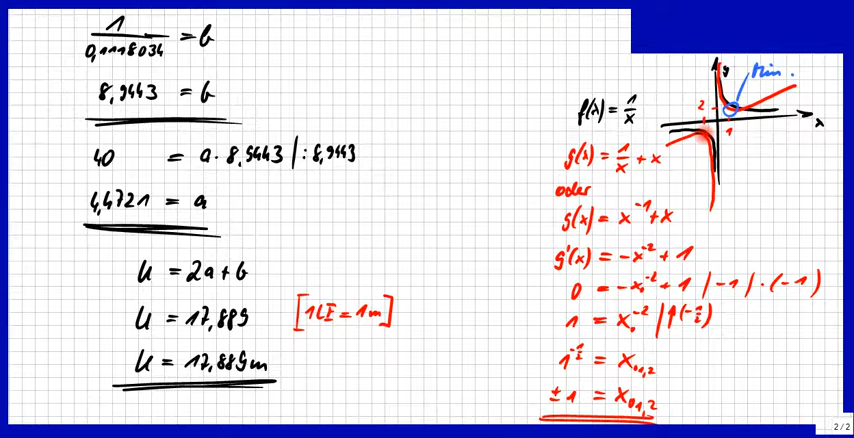 1/0,1118034 = b
8,9443 = b
40 = a · 8,9443 | : 8,9443
4,4721 = a
U = 2a + b
U = 17,889
[1LE = 1m]
U = 17,889m
y
Min.
2
1
x
f(x) = 1/x
g(x) = 1/x + x
oder
g(x) = x⁻¹ + x
g'(x) = -x⁻² + 1
0 = -x₀⁻² + 1 | -1 | · (-1)
1 = x₀⁻² | ↑(-1/2)
1^(-1/2) = x₀₁,₂
± 1 = x₀₁,₂
2 / 2